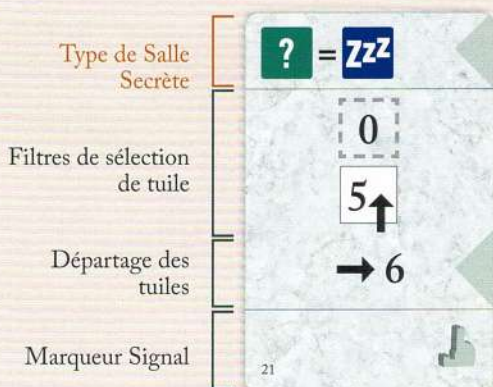 Type de Salle
Secrète
? = Zzz
Filtres de sélection
de tuile
0
5
Départage des
tuiles
→ 6
Marqueur Signal
21